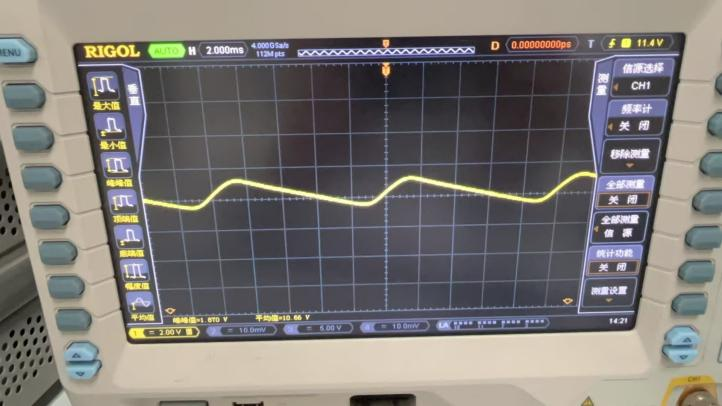 MENU
RIGOL AUTO H 2.000ms 4.000GSa/s 112M pts D 0.00000000ps T 1 11.4 V
T
垂直
最大值
最小值
峰峰值
顶端值
底端值
幅度值
平均值
测量
信源选择
CH1
频率计
关 闭
移除测量
全部测量
关 闭
全部测量
信 源
统计功能
关 闭
测量设置
峰峰值=1.870 V 平均值=10.66 V
1 = 2.00 V 2 = 10.0mV 3 = 5.00 V 4 = 10.0mV LA
14:21